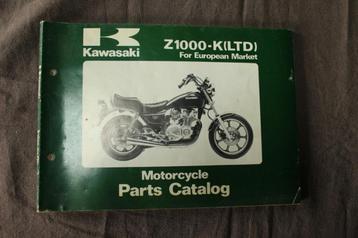 Kawasaki
Z1000-K(LTD)
For European Market
Motorcycle
Parts Catalog